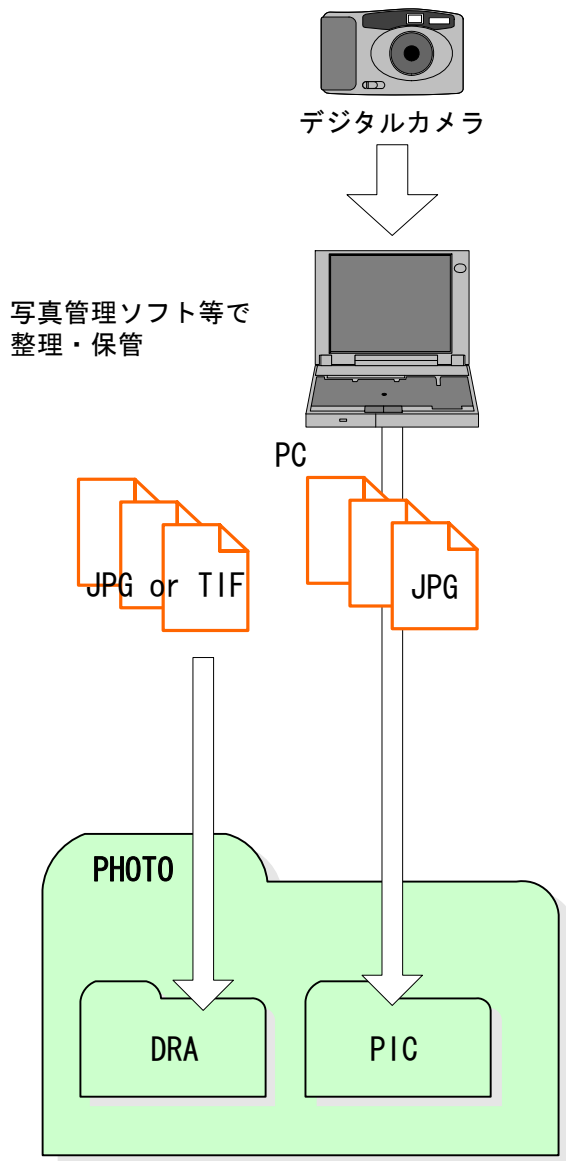 デジタルカメラ
写真管理ソフト等で
整理・保管
PC
JPG or TIF
JPG
PHOTO
DRA
PIC